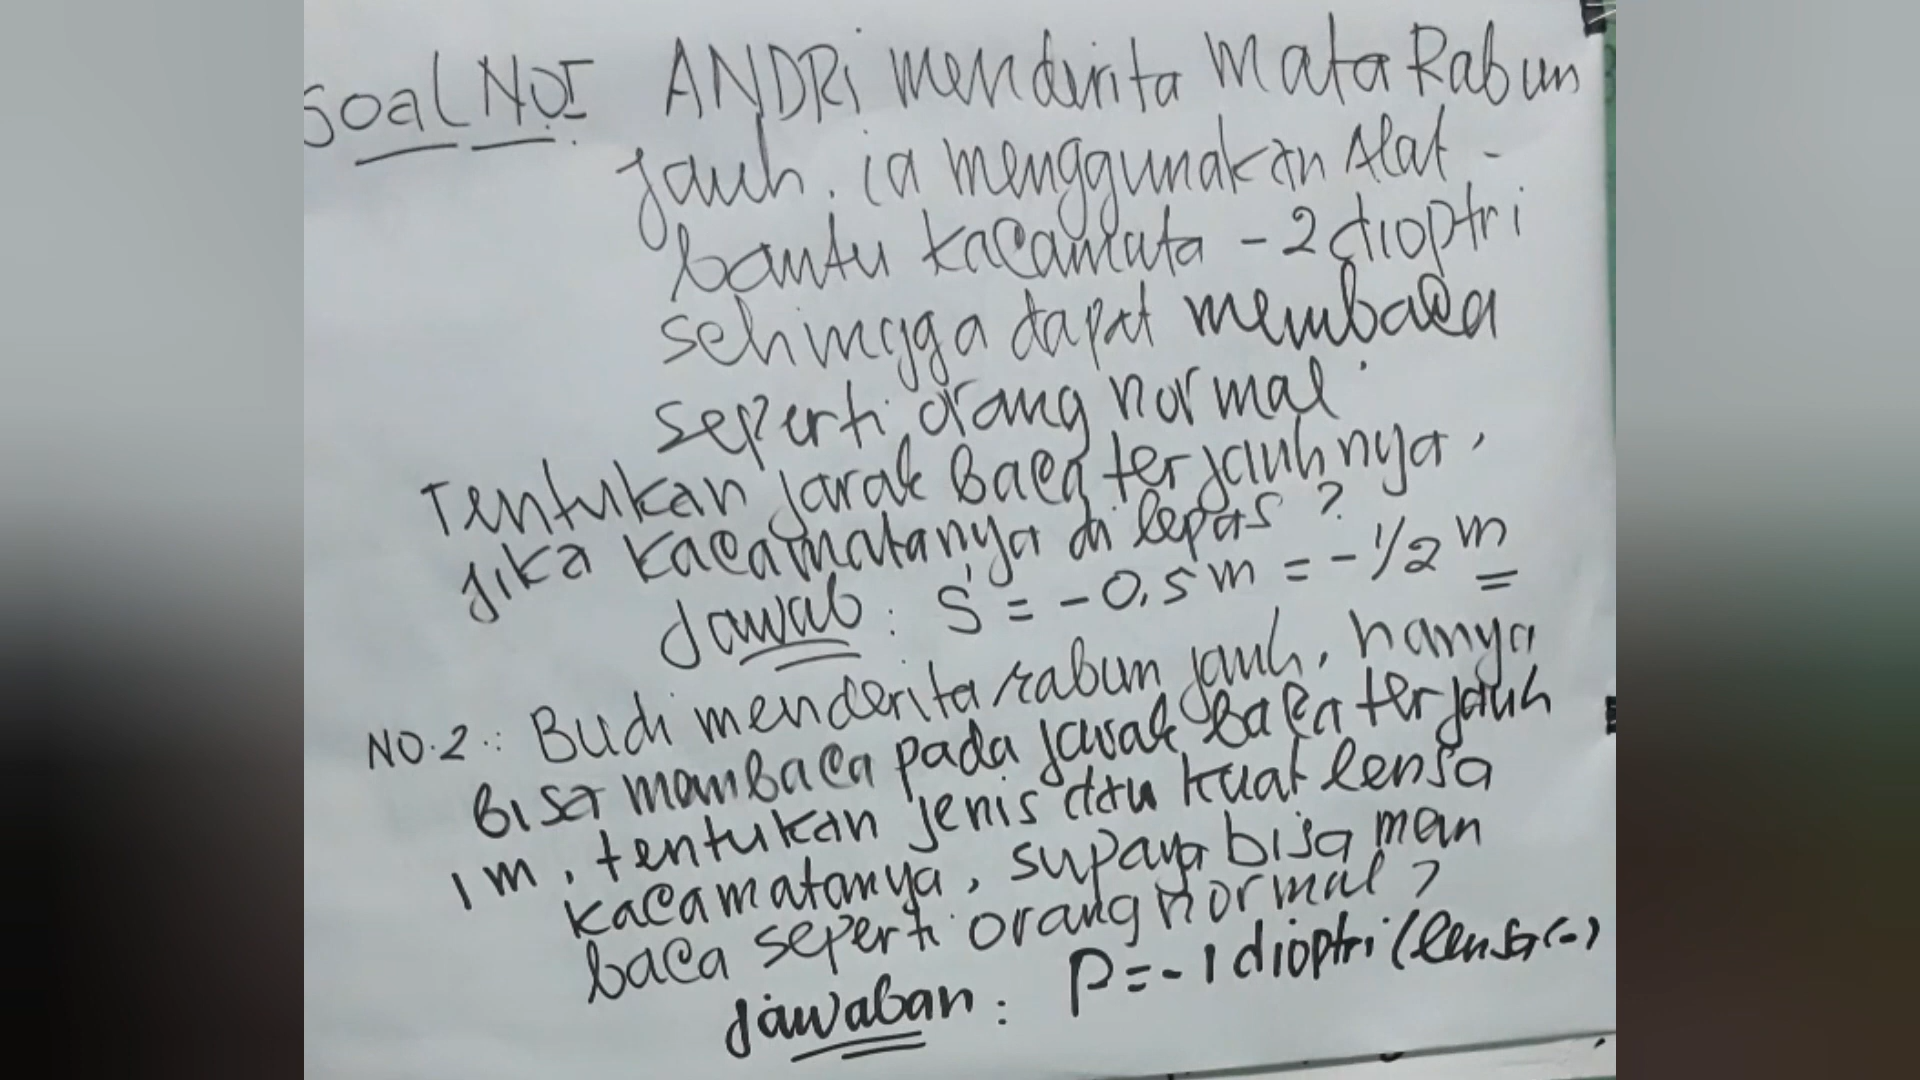 Soal NO I ANDRi menderita mata Rabun
jauh. ia menggunakan Alat -
bantu kacamata - 2 dioptri
sehingga dapat membaca
seperti orang normal.
Tentukan jarak Baca terjauhnya,
jika kacamatanya di lepas ?
Jawab : S' = - 0,5 m = - 1/2 m
NO.2 .: Budi menderita rabun jauh, hanya
Bisa mambaca pada jarak Baca terjauh
1 m, tentukan jenis atau kuat lensa
kacamatanya, supaya bisa mem
baca seperti orang normal ?
Jawaban : P = - 1 dioptri (lensa (-)